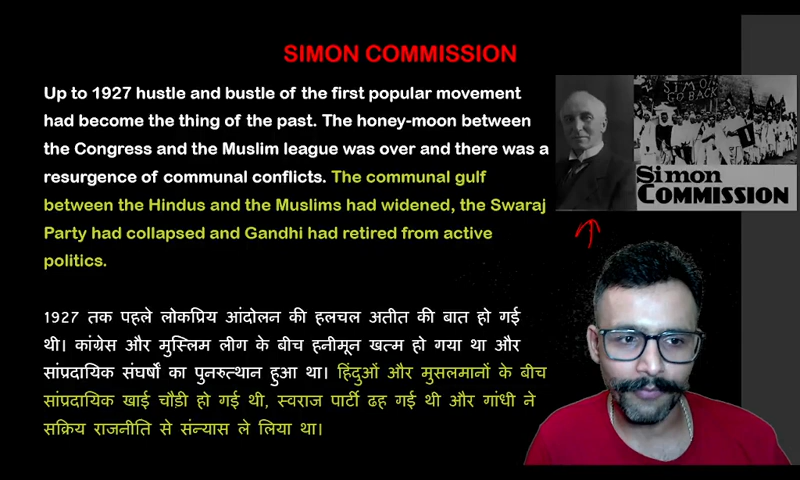 SIMON COMMISSION
Up to 1927 hustle and bustle of the first popular movement
had become the thing of the past. The honey-moon between
the Congress and the Muslim league was over and there was a
resurgence of communal conflicts. The communal gulf
between the Hindus and the Muslims had widened, the Swaraj
Party had collapsed and Gandhi had retired from active
politics.
SIMON
GO BACK
Simon
COMMISSION
1927 तक पहले लोकप्रिय आंदोलन की हलचल अतीत की बात हो गई
थी। कांग्रेस और मुस्लिम लीग के बीच हनीमून खत्म हो गया था और
सांप्रदायिक संघर्षों का पुनरुत्थान हुआ था। हिंदुओं और मुसलमानों के बीच
सांप्रदायिक खाई चौडी हो गई थी, स्वराज पार्टी ढह गई थी और गांधी ने
सक्रिय राजनीति से संन्यास ले लिया था।